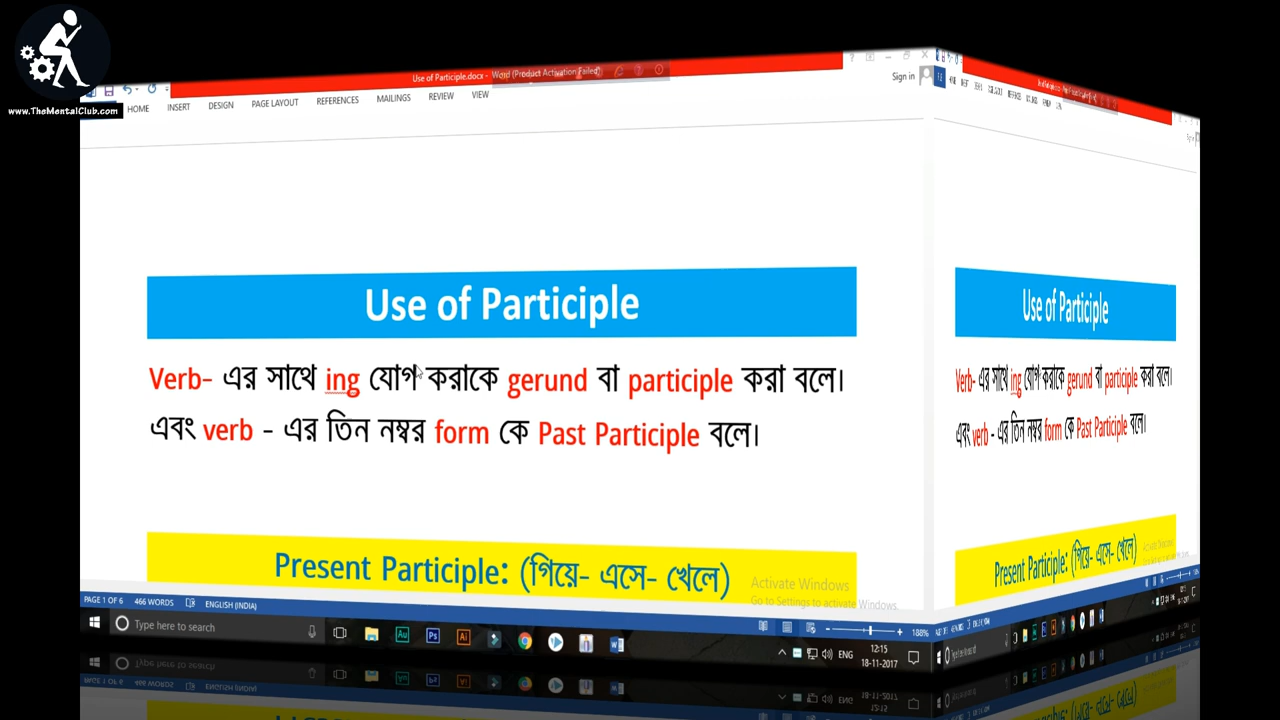 www.TheMentalClub.com
Use of Participle.docx - Word (Product Activation Failed)
Sign in
HOME INSERT DESIGN PAGE LAYOUT REFERENCES MAILINGS REVIEW VIEW
Use of Participle
Verb- এর সাথে ing যোগ করাকে gerund বা participle করা বলে।
এবং verb - এর তিন নম্বর form কে Past Participle বলে।
Present Participle: (গিয়ে- এসে- খেলে)
Activate Windows
Go to Settings to activate Windows.
PAGE 1 OF 6 466 WORDS ENGLISH (INDIA)
188%
Type here to search
ENG
12:15
18-11-2017
Use of Participle
Verb- এর সাথে ing যোগ করাকে gerund বা participle করা বলে।
এবং verb - এর তিন নম্বর form কে Past Participle বলে।
Present Participle: (গিয়ে- এসে- খেলে)